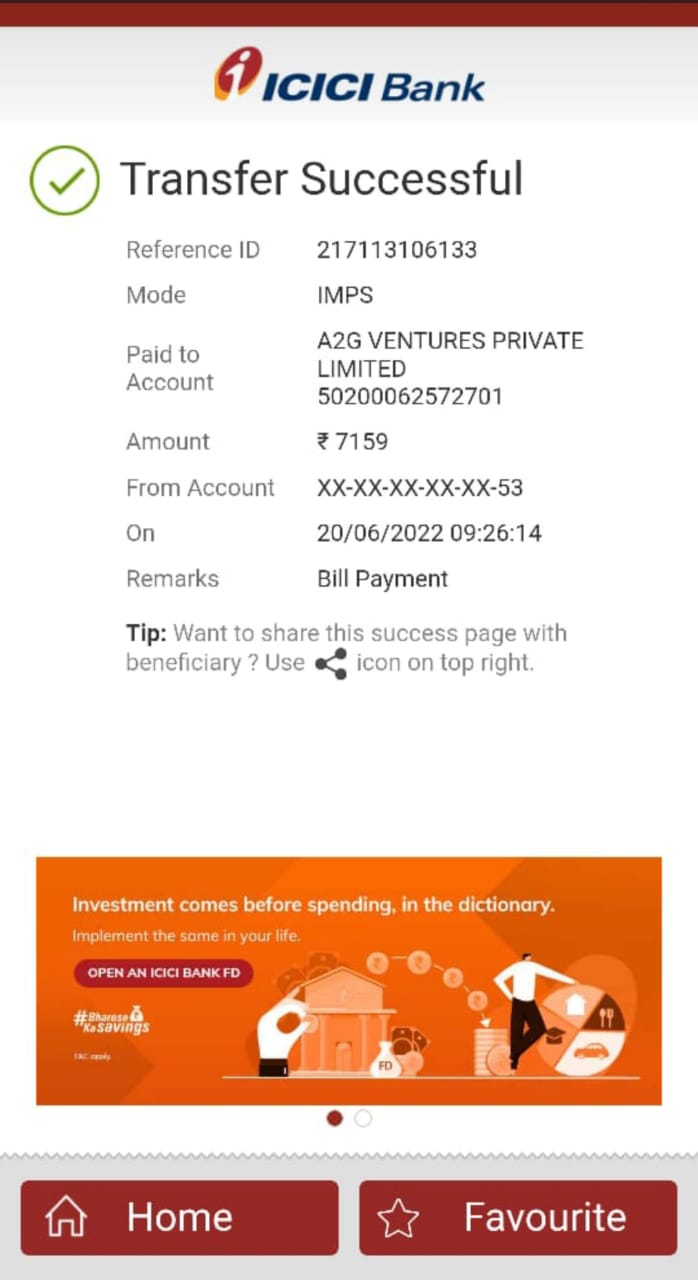 ICICI Bank
Transfer Successful
Reference ID 217113106133
Mode IMPS
Paid to Account A2G VENTURES PRIVATE LIMITED 50200062572701
Amount ₹ 7159
From Account XX-XX-XX-XX-XX-53
On 20/06/2022 09:26:14
Remarks Bill Payment
Tip: Want to share this success page with
beneficiary ? Use icon on top right.
Investment comes before spending, in the dictionary.
Implement the same in your life.
OPEN AN ICICI BANK FD
#Bharose
Ka savings
T&C apply
FD
Home Favourite